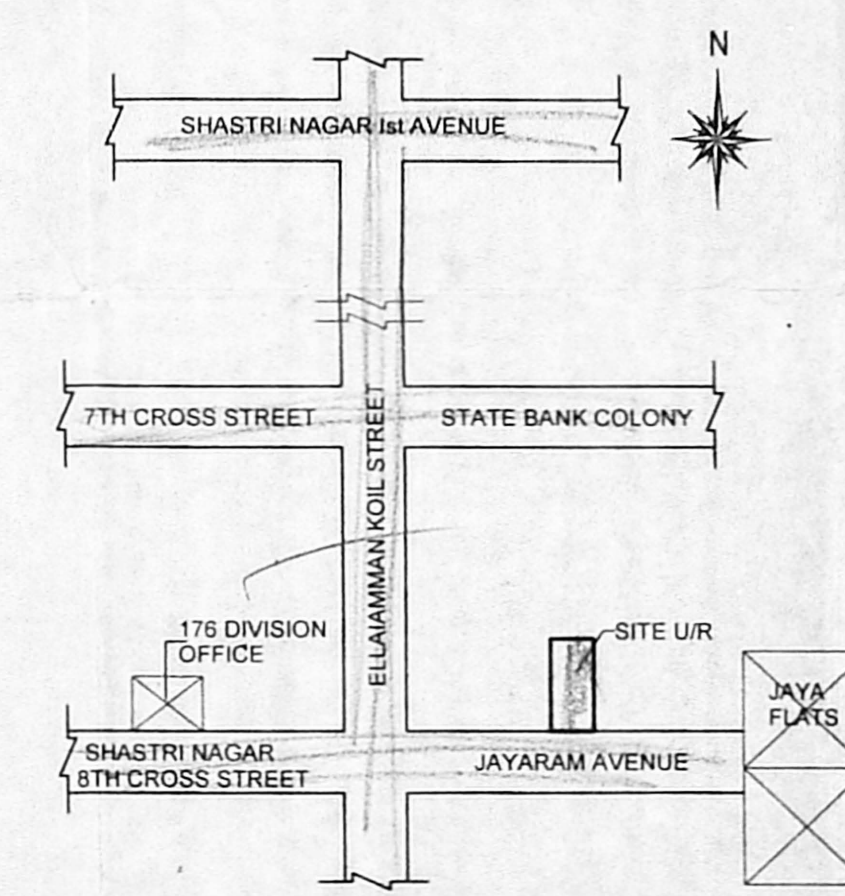 N
SHASTRI NAGAR Ist AVENUE
7TH CROSS STREET
STATE BANK COLONY
ELLAIAMMAN KOIL STREET
176 DIVISION
OFFICE
SITE U/R
JAYA
FLATS
SHASTRI NAGAR
8TH CROSS STREET
JAYARAM AVENUE